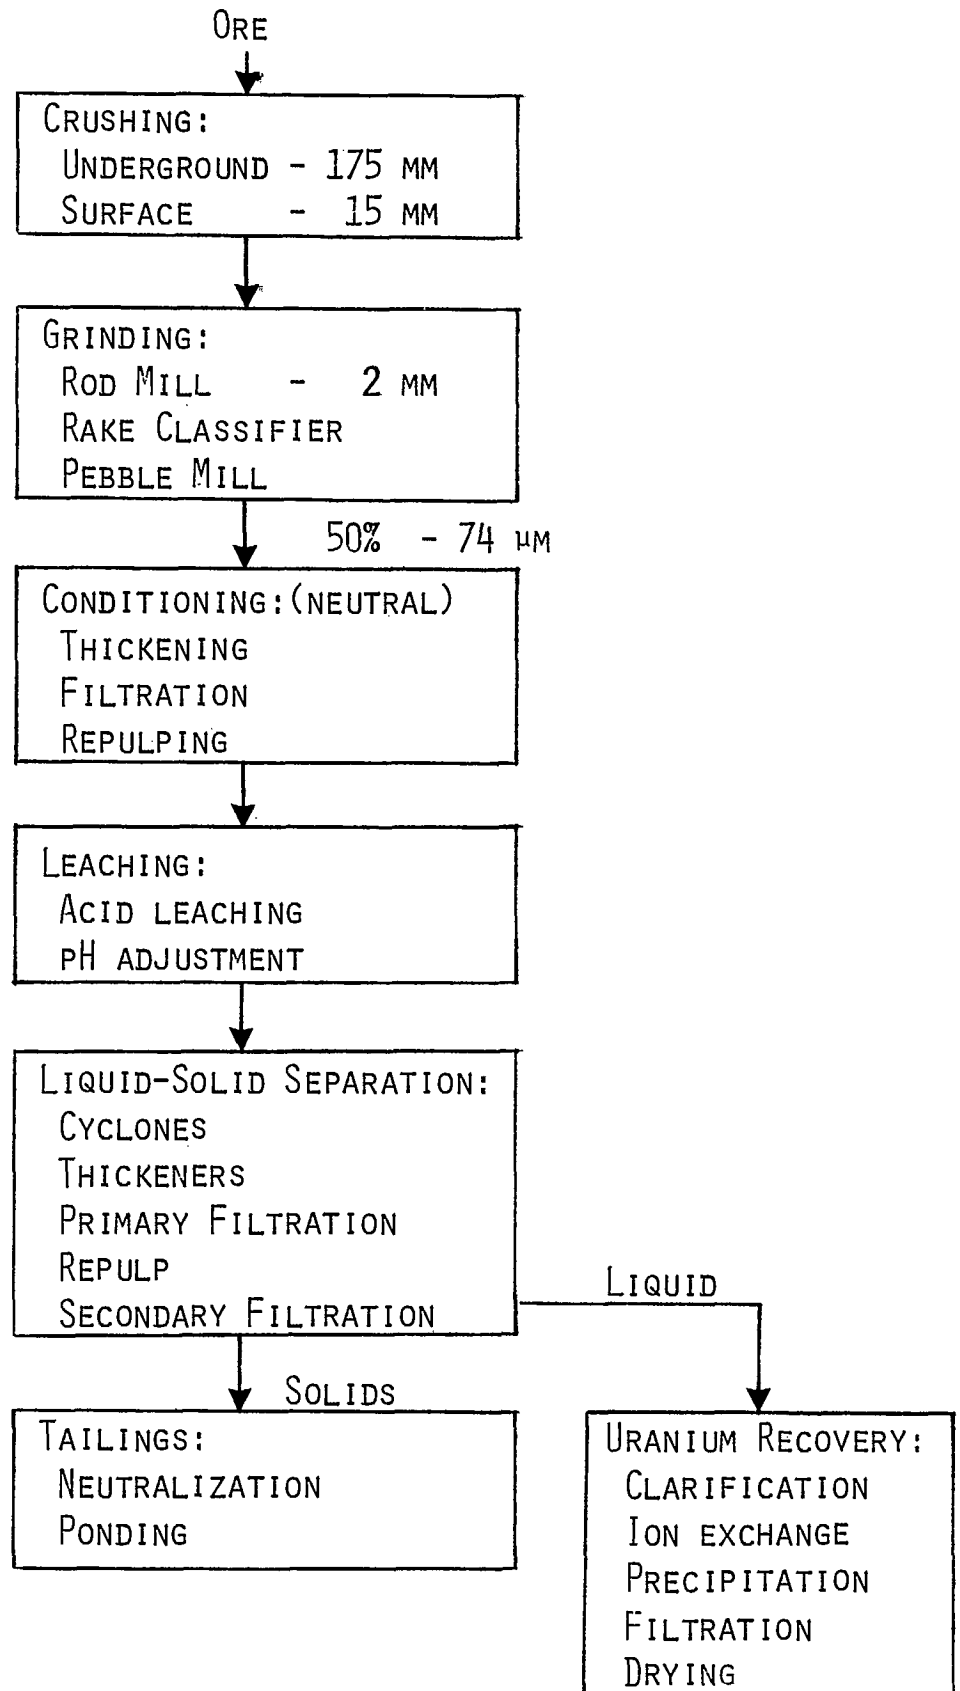 ORE
CRUSHING:
UNDERGROUND - 175 MM
SURFACE - 15 MM
GRINDING:
ROD MILL - 2 MM
RAKE CLASSIFIER
PEBBLE MILL
50% - 74 μM
CONDITIONING:(NEUTRAL)
THICKENING
FILTRATION
REPULPING
LEACHING:
ACID LEACHING
PH ADJUSTMENT
LIQUID-SOLID SEPARATION:
CYCLONES
THICKENERS
PRIMARY FILTRATION
REPULP
SECONDARY FILTRATION
LIQUID
SOLIDS
TAILINGS:
NEUTRALIZATION
PONDING
URANIUM RECOVERY:
CLARIFICATION
ION EXCHANGE
PRECIPITATION
FILTRATION
DRYING